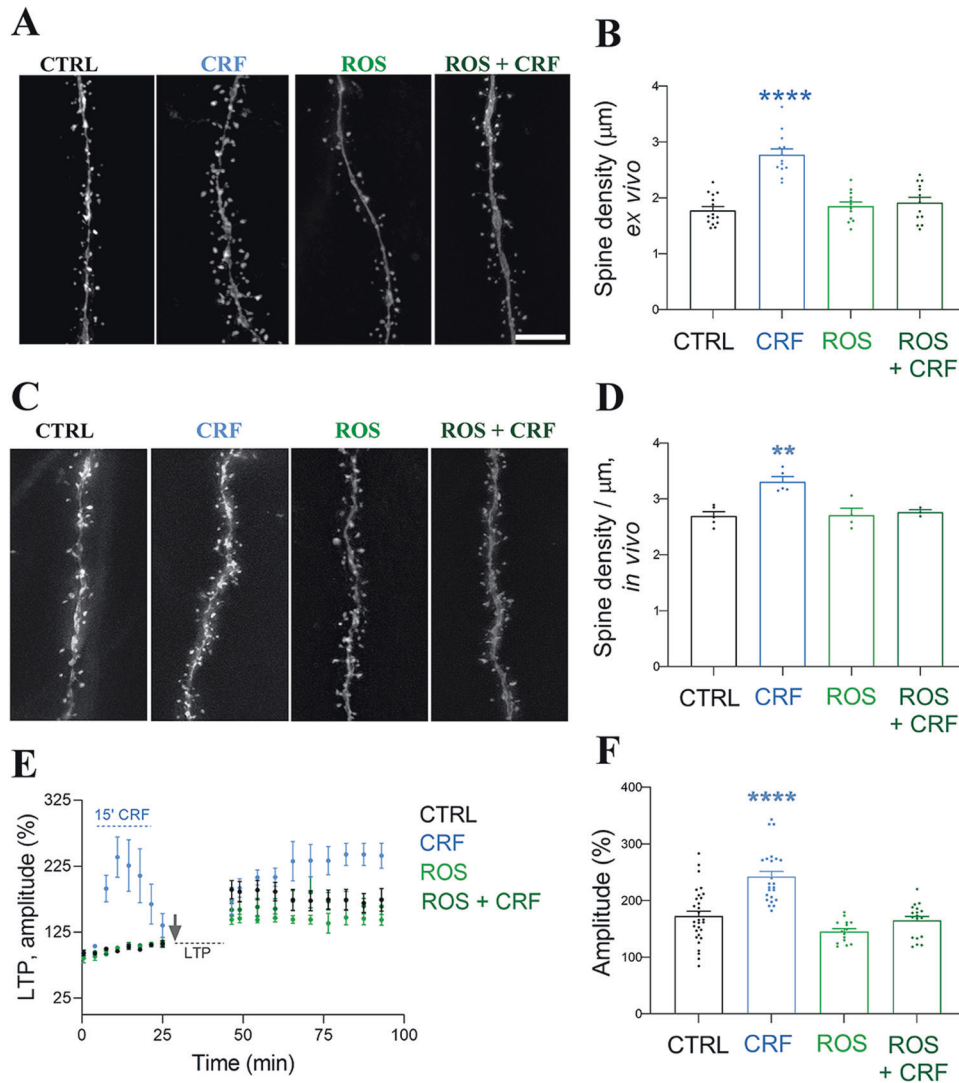 A
CTRL CRF ROS ROS + CRF
B
Spine density (μm)
ex vivo
4
3
2
1
0
****
CTRL CRF ROS ROS
+ CRF
C
CTRL CRF ROS ROS + CRF
D
Spine density / μm,
in vivo
4
3
2
1
0
**
CTRL CRF ROS ROS
+ CRF
E
LTP, amplitude (%)
325
225
125
25
15' CRF
LTP
0 25 50 75 100
Time (min)
CTRL
CRF
ROS
ROS + CRF
F
Amplitude (%)
400
300
200
100
0
****
CTRL CRF ROS ROS
+ CRF